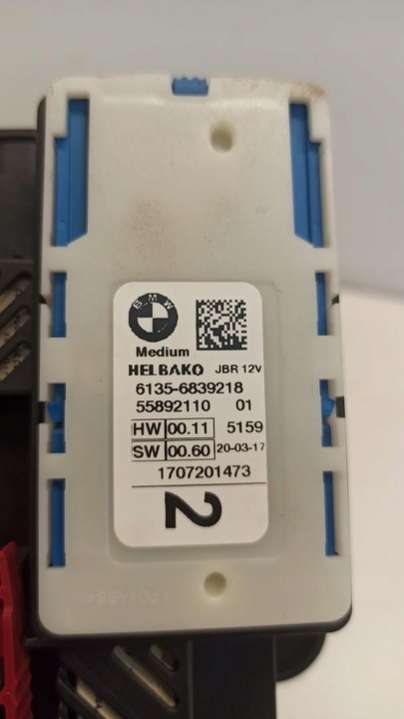 BMW
Medium
HELBAKO JBR 12V
6135-6839218
55892110 01
HW 00.11 5159
SW 00.60 20-03-17
1707201473
2